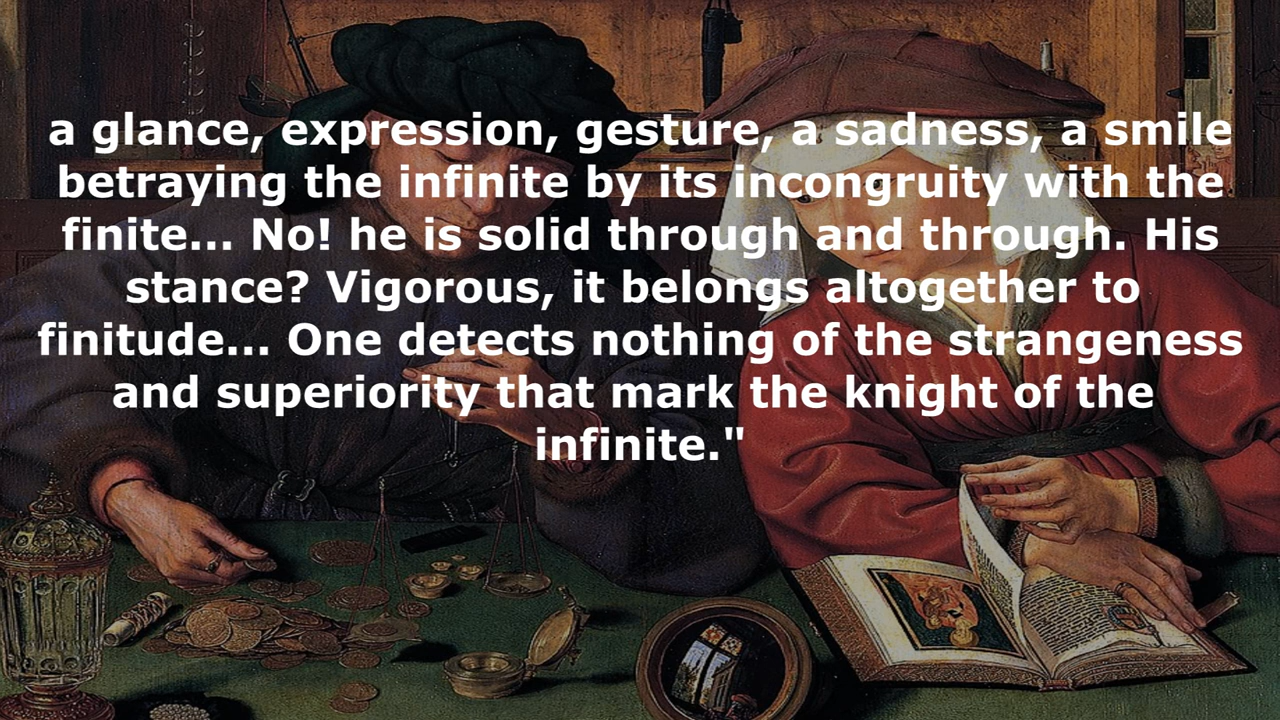 a glance, expression, gesture, a sadness, a smile
betraying the infinite by its incongruity with the
finite... No! he is solid through and through. His
stance? Vigorous, it belongs altogether to
finitude... One detects nothing of the strangeness
and superiority that mark the knight of the
infinite."